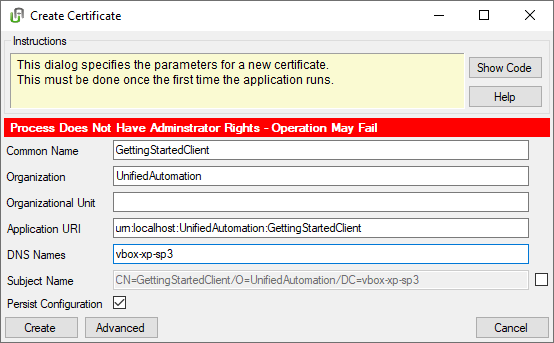 Create Certificate
Instructions
This dialog specifies the parameters for a new certificate.
This must be done once the first time the application runs.
Show Code
Help
Process Does Not Have Adminstrator Rights - Operation May Fail
Common Name GettingStartedClient
Organization UnifiedAutomation
Organizational Unit
Application URI urn:localhost:UnifiedAutomation:GettingStartedClient
DNS Names vbox-xp-sp3
Subject Name CN=GettingStartedClient/O=UnifiedAutomation/DC=vbox-xp-sp3
Persist Configuration
Create Advanced Cancel